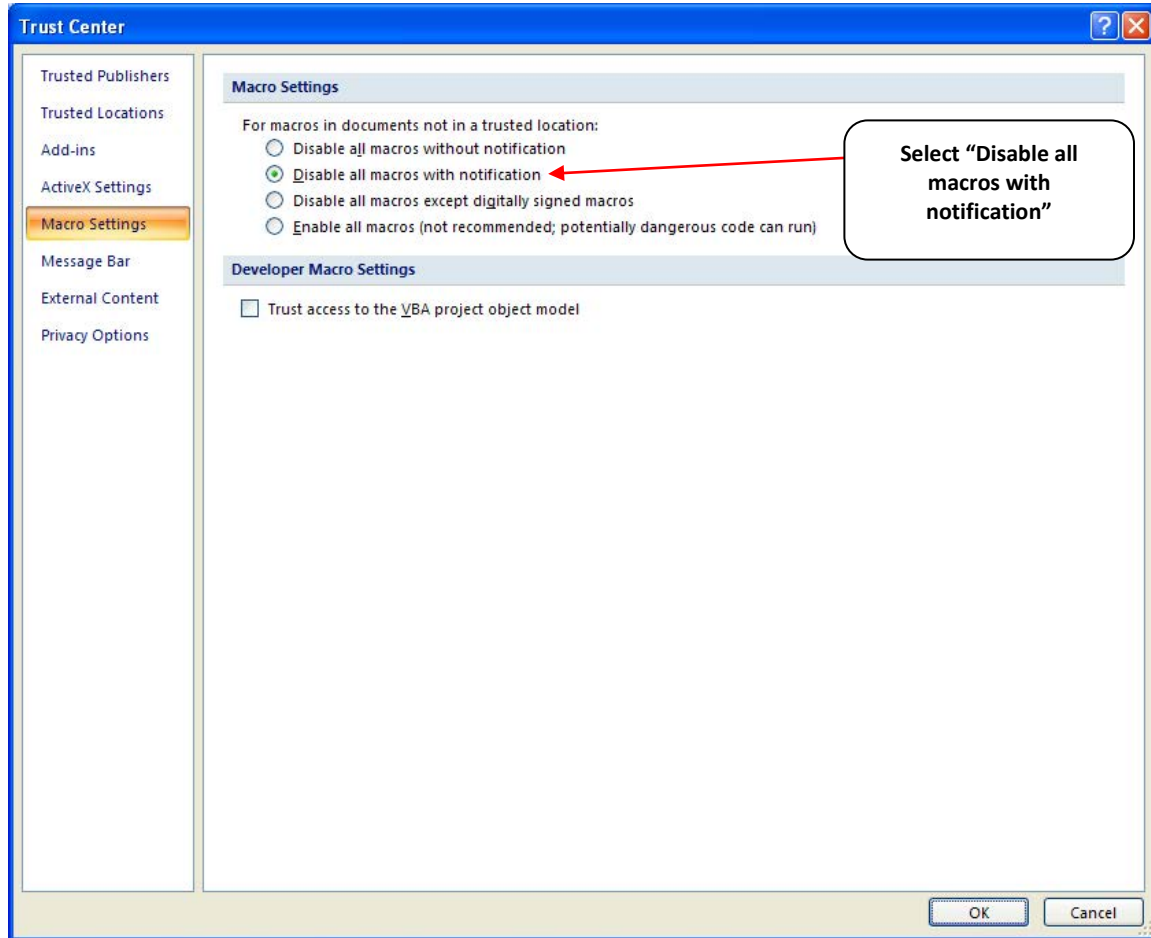 Trust Center
Trusted Publishers
Trusted Locations
Add-ins
ActiveX Settings
Macro Settings
Message Bar
External Content
Privacy Options
Macro Settings
For macros in documents not in a trusted location:
Disable all macros without notification
Disable all macros with notification
Disable all macros except digitally signed macros
Enable all macros (not recommended; potentially dangerous code can run)
Select “Disable all
macros with
notification”
Developer Macro Settings
Trust access to the VBA project object model
OK
Cancel